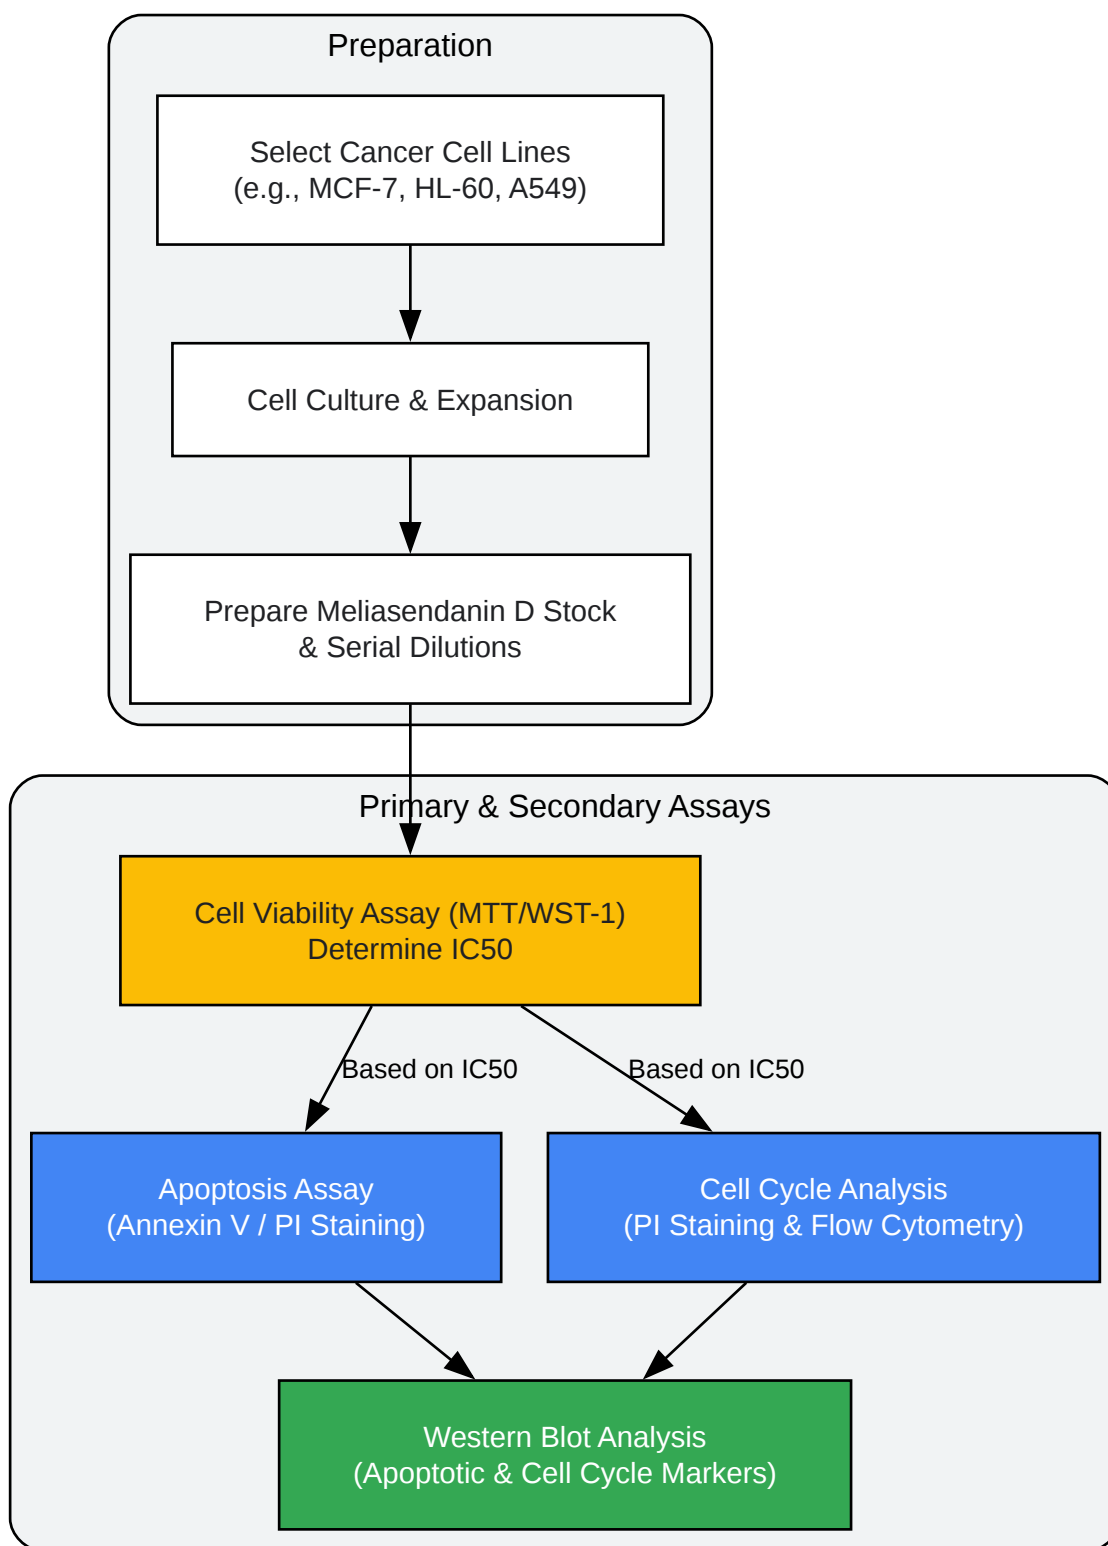 Preparation
Select Cancer Cell Lines
(e.g., MCF-7, HL-60, A549)
Cell Culture & Expansion
Prepare Meliasendanin D Stock
& Serial Dilutions
Primary & Secondary Assays
Cell Viability Assay (MTT/WST-1)
Determine IC50
Based on IC50
Based on IC50
Apoptosis Assay
(Annexin V / PI Staining)
Cell Cycle Analysis
(PI Staining & Flow Cytometry)
Western Blot Analysis
(Apoptotic & Cell Cycle Markers)